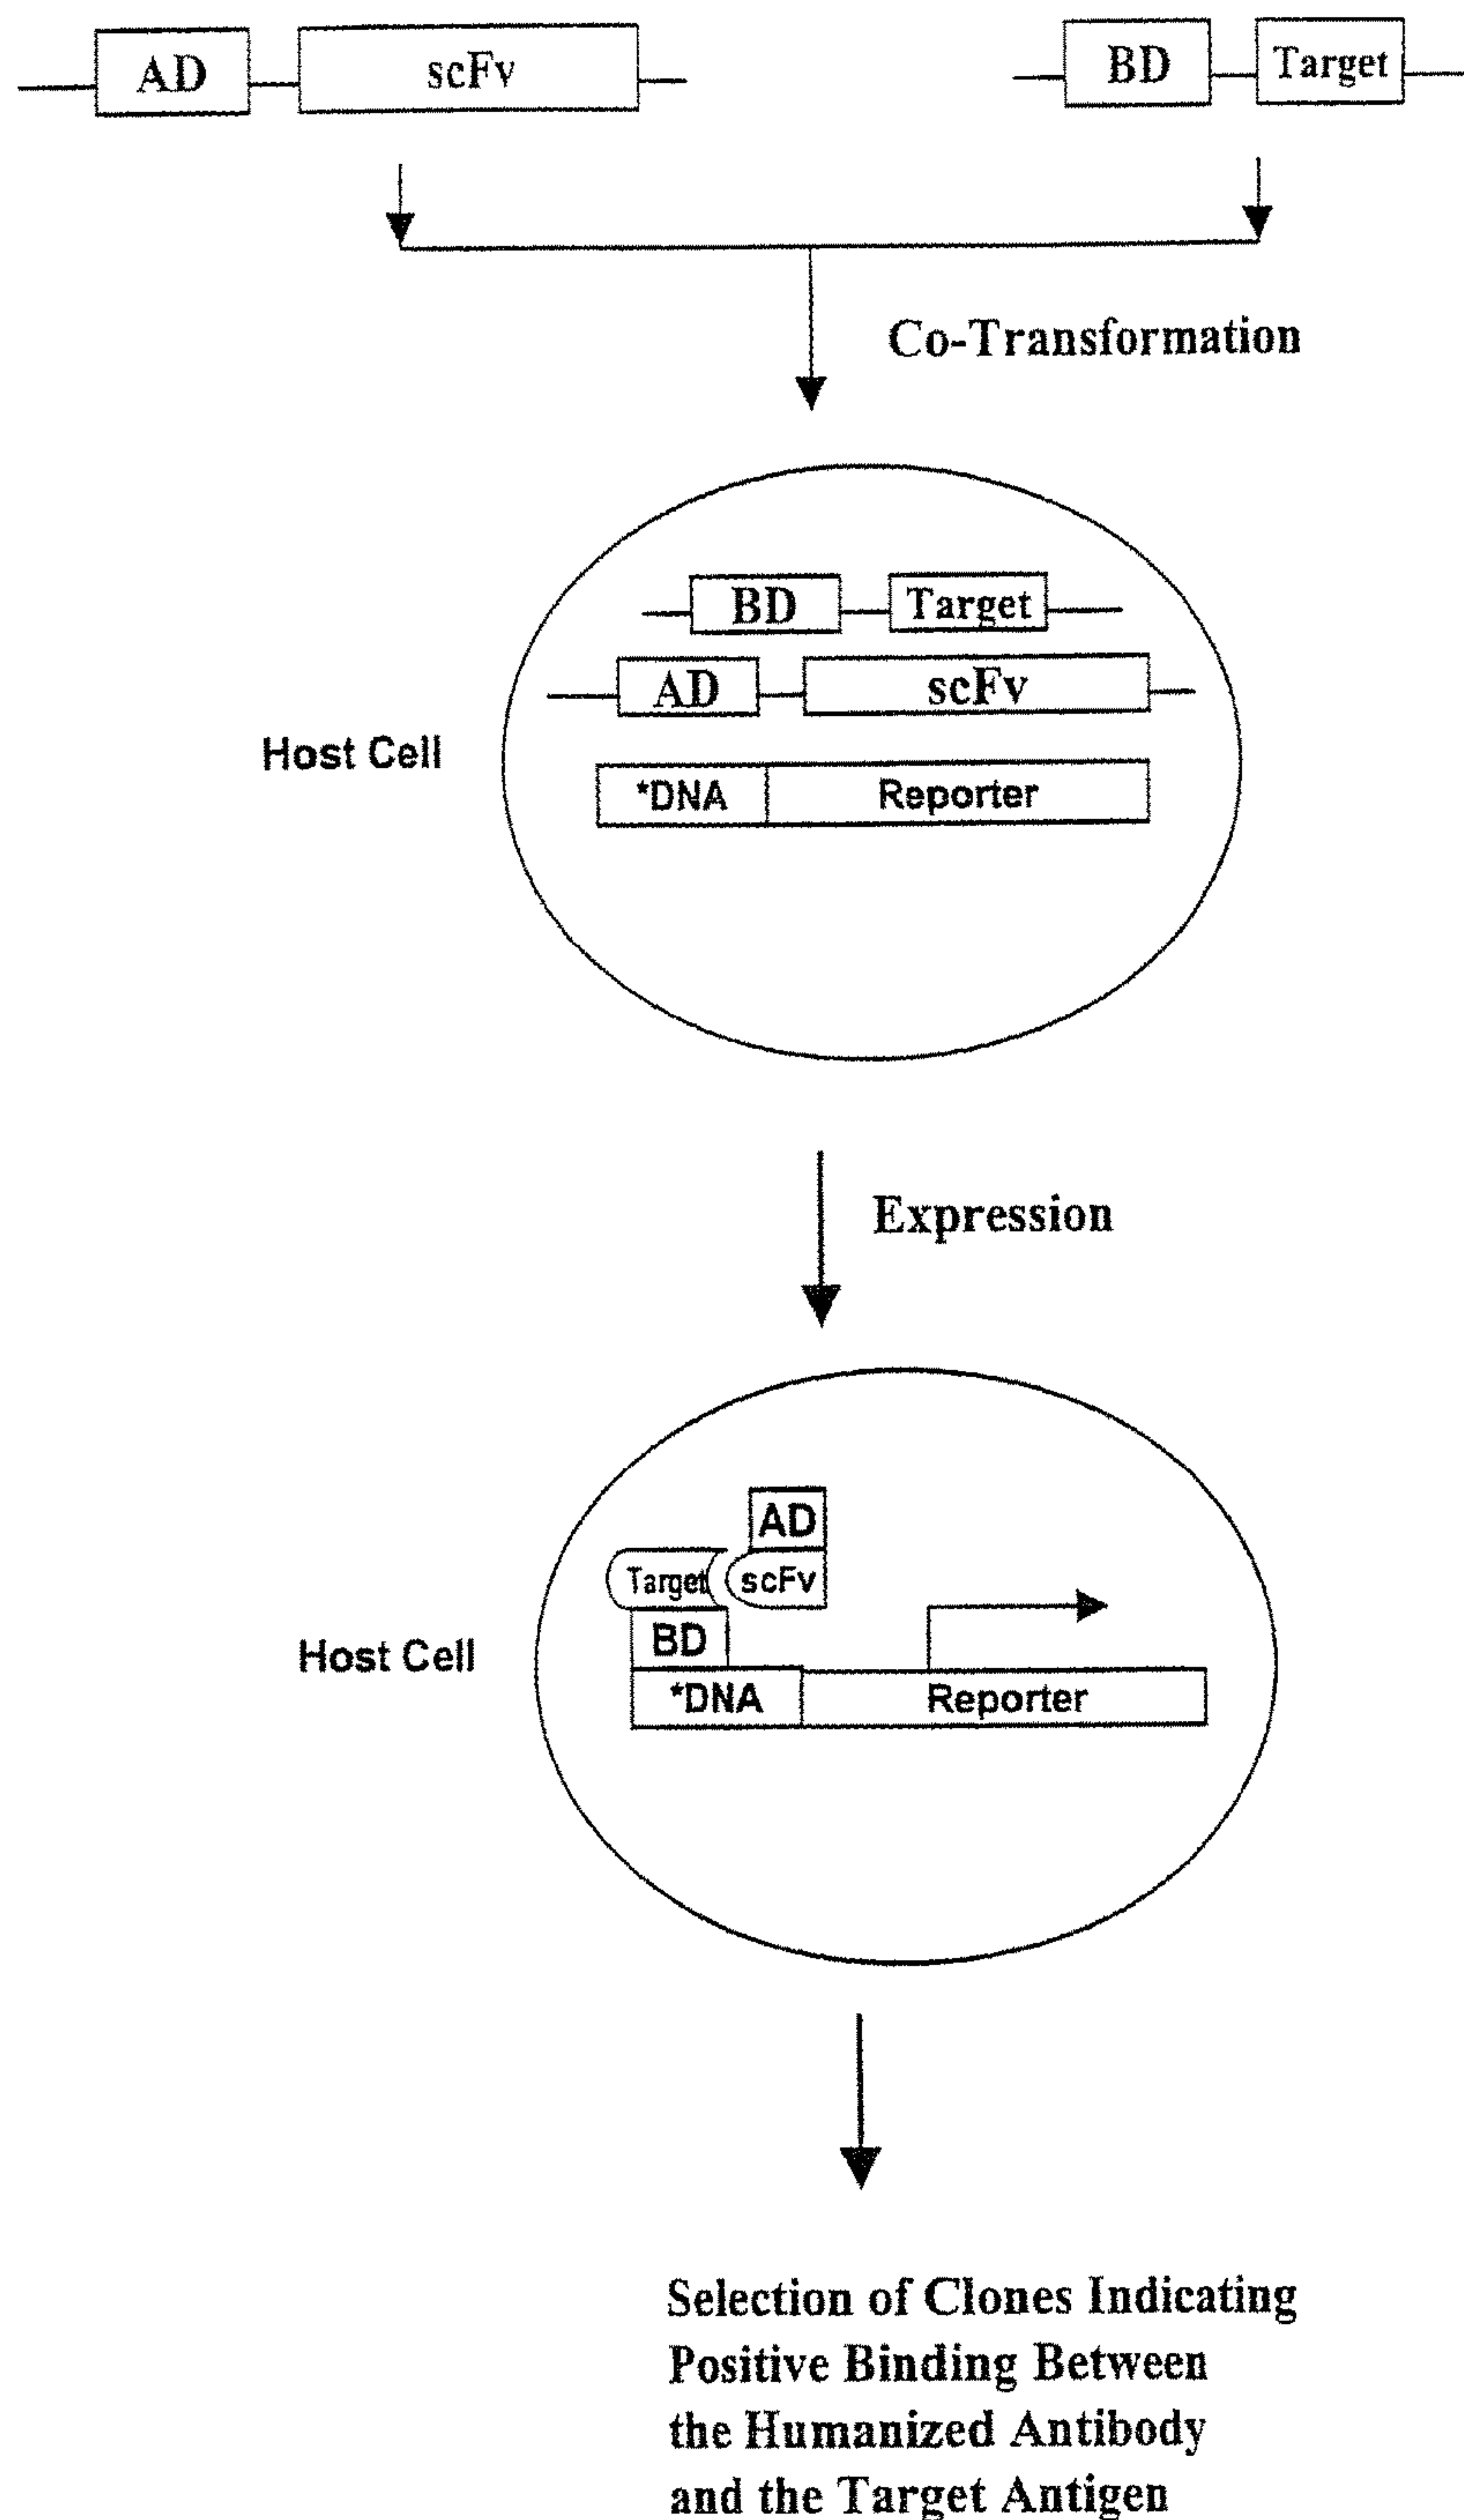 AD scFv BD Target
Co-Transformation
BD Target
AD scFv
Host Cell
*DNA Reporter
Expression
AD
Target scFv
BD
Host Cell
*DNA Reporter
Selection of Clones Indicating
Positive Binding Between
the Humanized Antibody
and the Target Antigen